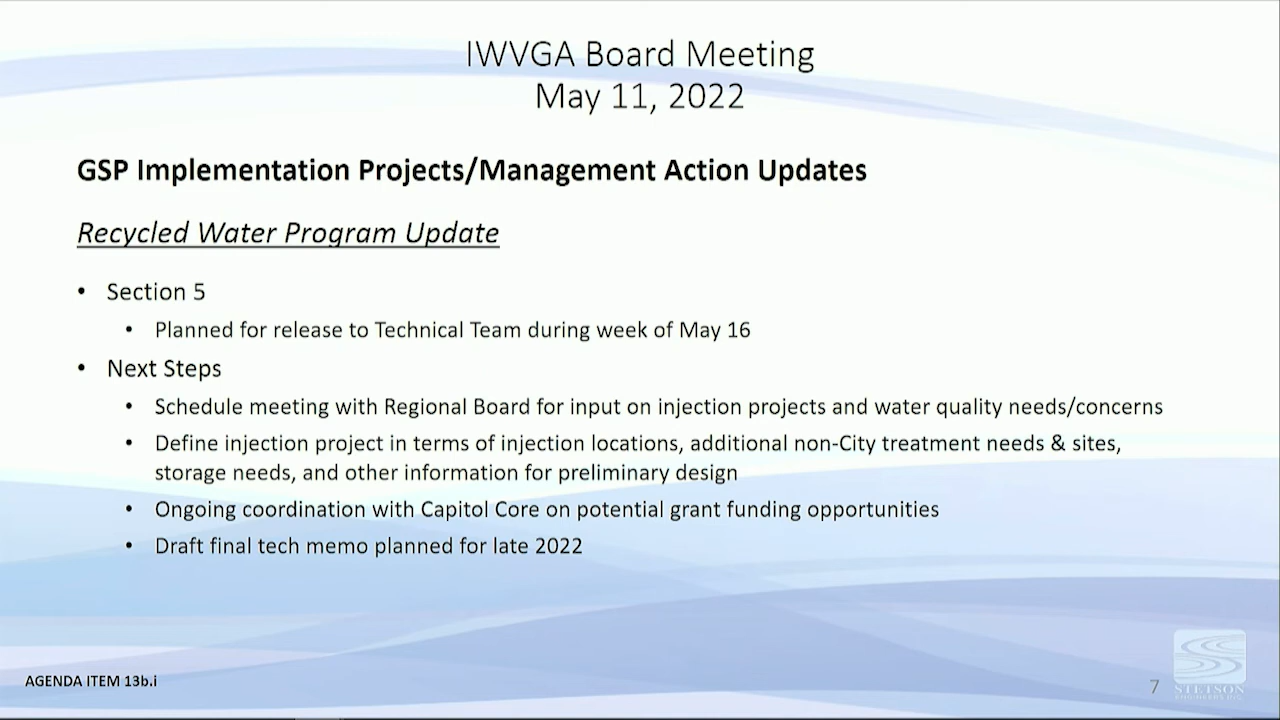 IWVGA Board Meeting
May 11, 2022
GSP Implementation Projects/Management Action Updates
Recycled Water Program Update
• Section 5
• Planned for release to Technical Team during week of May 16
• Next Steps
• Schedule meeting with Regional Board for input on injection projects and water quality needs/concerns
• Define injection project in terms of injection locations, additional non-City treatment needs & sites,
storage needs, and other information for preliminary design
• Ongoing coordination with Capitol Core on potential grant funding opportunities
• Draft final tech memo planned for late 2022
AGENDA ITEM 13b.i
7
STETSON